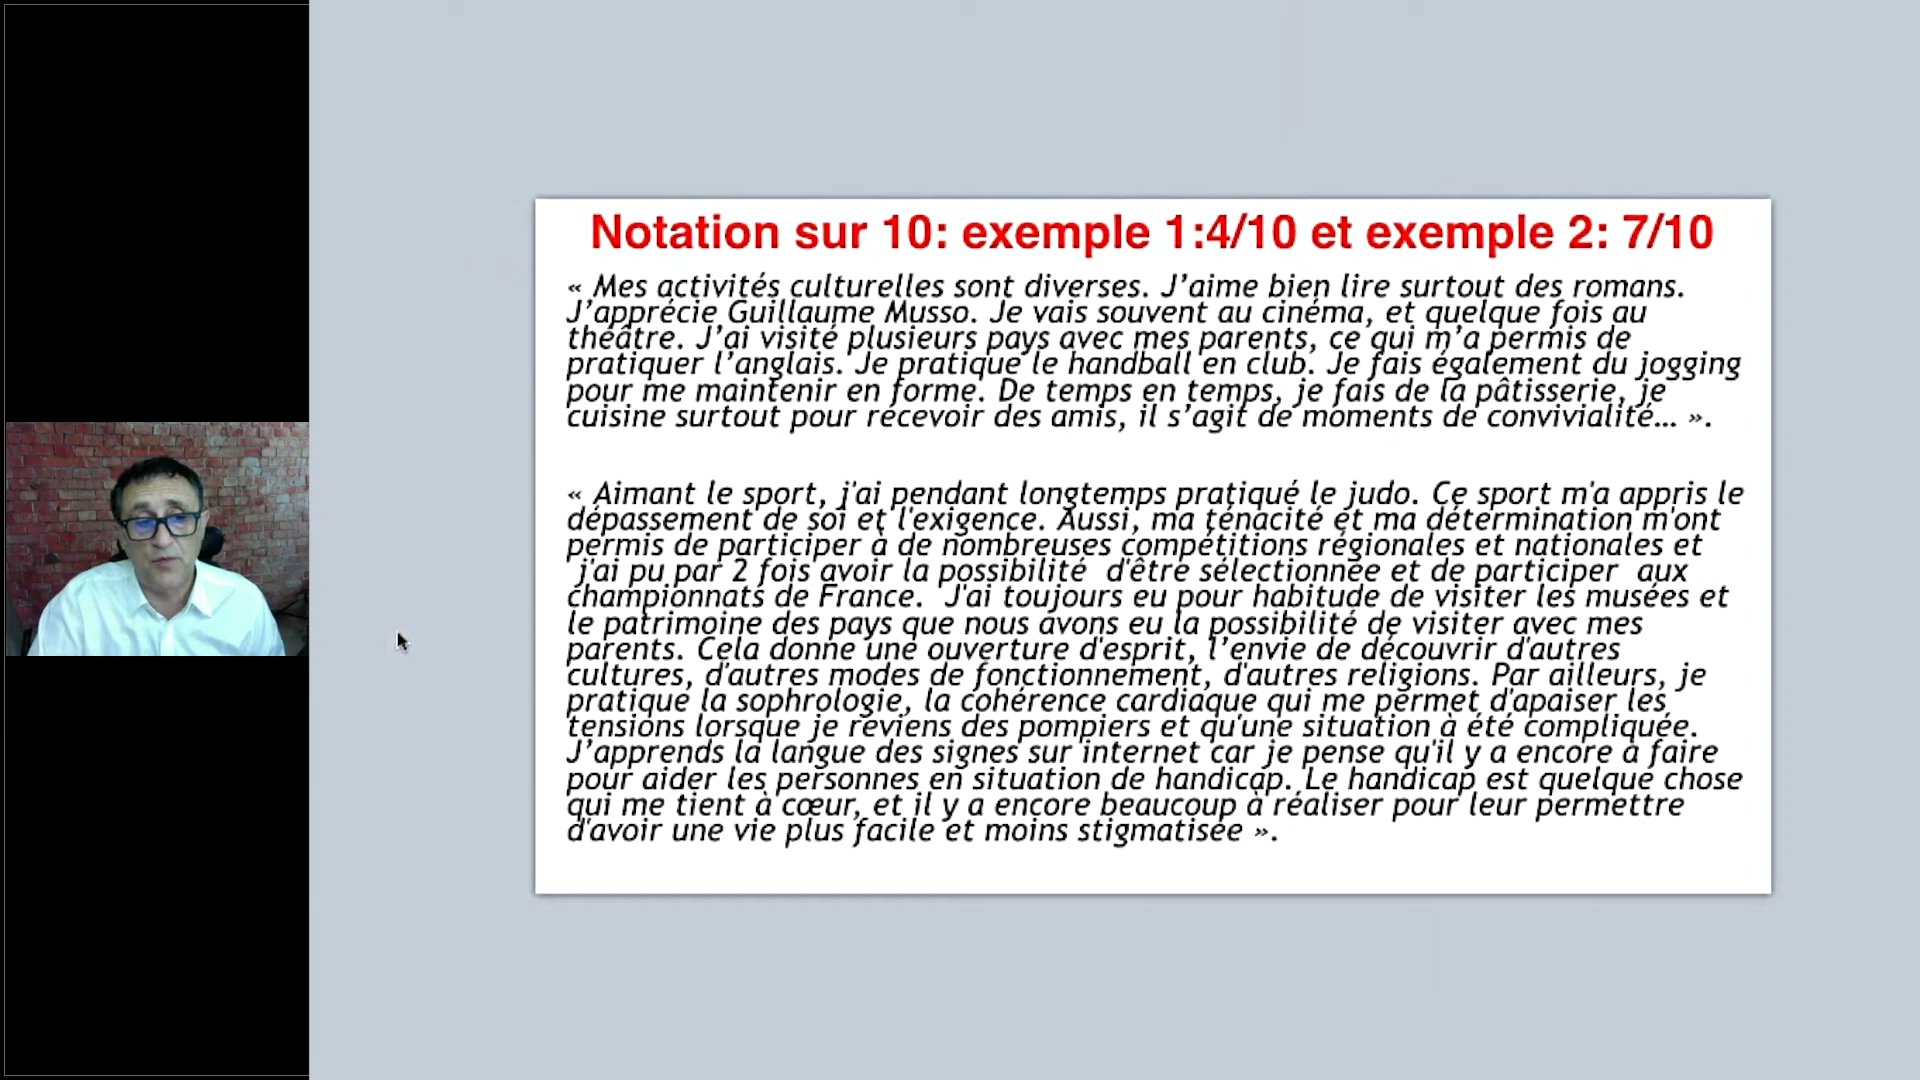 Notation sur 10: exemple 1:4/10 et exemple 2: 7/10
« Mes activités culturelles sont diverses. J’aime bien lire surtout des romans.
J’apprécie Guillaume Musso. Je vais souvent au cinéma, et quelque fois au
théâtre. J’ai visité plusieurs pays avec mes parents, ce qui m’a permis de
pratiquer l’anglais. Je pratique le handball en club. Je fais également du jogging
pour me maintenir en forme. De temps en temps, je fais de la pâtisserie, je
cuisine surtout pour recevoir des amis, il s’agit de moments de convivialité… ».
« Aimant le sport, j'ai pendant longtemps pratiqué le judo. Ce sport m'a appris le
dépassement de soi et l'exigence. Aussi, ma ténacité et ma détermination m'ont
permis de participer à de nombreuses compétitions régionales et nationales et
j'ai pu par 2 fois avoir la possibilité d'être sélectionnée et de participer aux
championnats de France. J'ai toujours eu pour habitude de visiter les musées et
le patrimoine des pays que nous avons eu la possibilité de visiter avec mes
parents. Cela donne une ouverture d'esprit, l’envie de découvrir d'autres
cultures, d'autres modes de fonctionnement, d'autres religions. Par ailleurs, je
pratique la sophrologie, la cohérence cardiaque qui me permet d'apaiser les
tensions lorsque je reviens des pompiers et qu'une situation à été compliquée.
J’apprends la langue des signes sur internet car je pense qu'il y a encore à faire
pour aider les personnes en situation de handicap. Le handicap est quelque chose
qui me tient à cœur, et il y a encore beaucoup à réaliser pour leur permettre
d'avoir une vie plus facile et moins stigmatisée ».